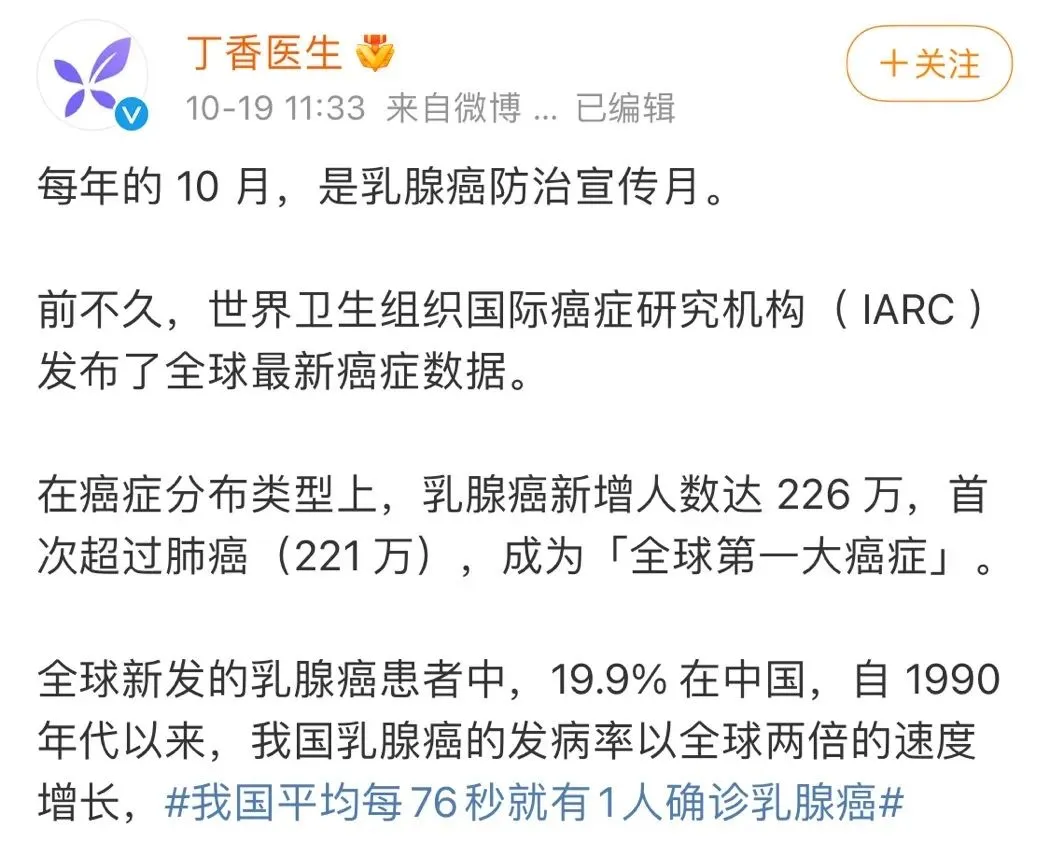 丁香医生
+关注
10-19 11:33 来自微博 ... 已编辑
每年的 10 月，是乳腺癌防治宣传月。
前不久，世界卫生组织国际癌症研究机构（IARC）
发布了全球最新癌症数据。
在癌症分布类型上，乳腺癌新增人数达 226 万，首
次超过肺癌（221 万），成为「全球第一大癌症」。
全球新发的乳腺癌患者中，19.9% 在中国，自 1990
年代以来，我国乳腺癌的发病率以全球两倍的速度
增长，#我国平均每76秒就有1人确诊乳腺癌#